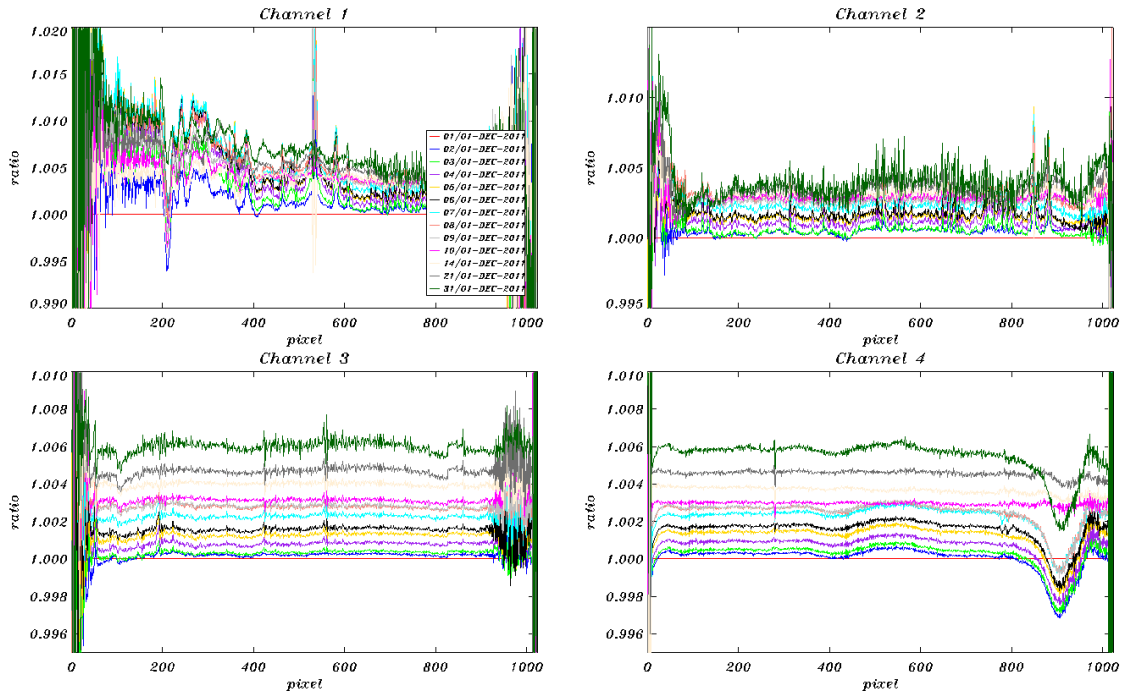 Channel 1
1.020
1.015
1.010
1.005
1.000
0.995
0.990
ratio
01/01-DEC-2011
02/01-DEC-2011
03/01-DEC-2011
04/01-DEC-2011
05/01-DEC-2011
06/01-DEC-2011
07/01-DEC-2011
08/01-DEC-2011
09/01-DEC-2011
10/01-DEC-2011
14/01-DEC-2011
21/01-DEC-2011
31/01-DEC-2011
0 200 400 600 800 1000
pixel
Channel 2
1.010
1.005
1.000
0.995
ratio
0 200 400 600 800 1000
pixel
Channel 3
1.010
1.008
1.006
1.004
1.002
1.000
0.998
0.996
ratio
0 200 400 600 800 1000
pixel
Channel 4
1.010
1.008
1.006
1.004
1.002
1.000
0.998
0.996
ratio
0 200 400 600 800 1000
pixel